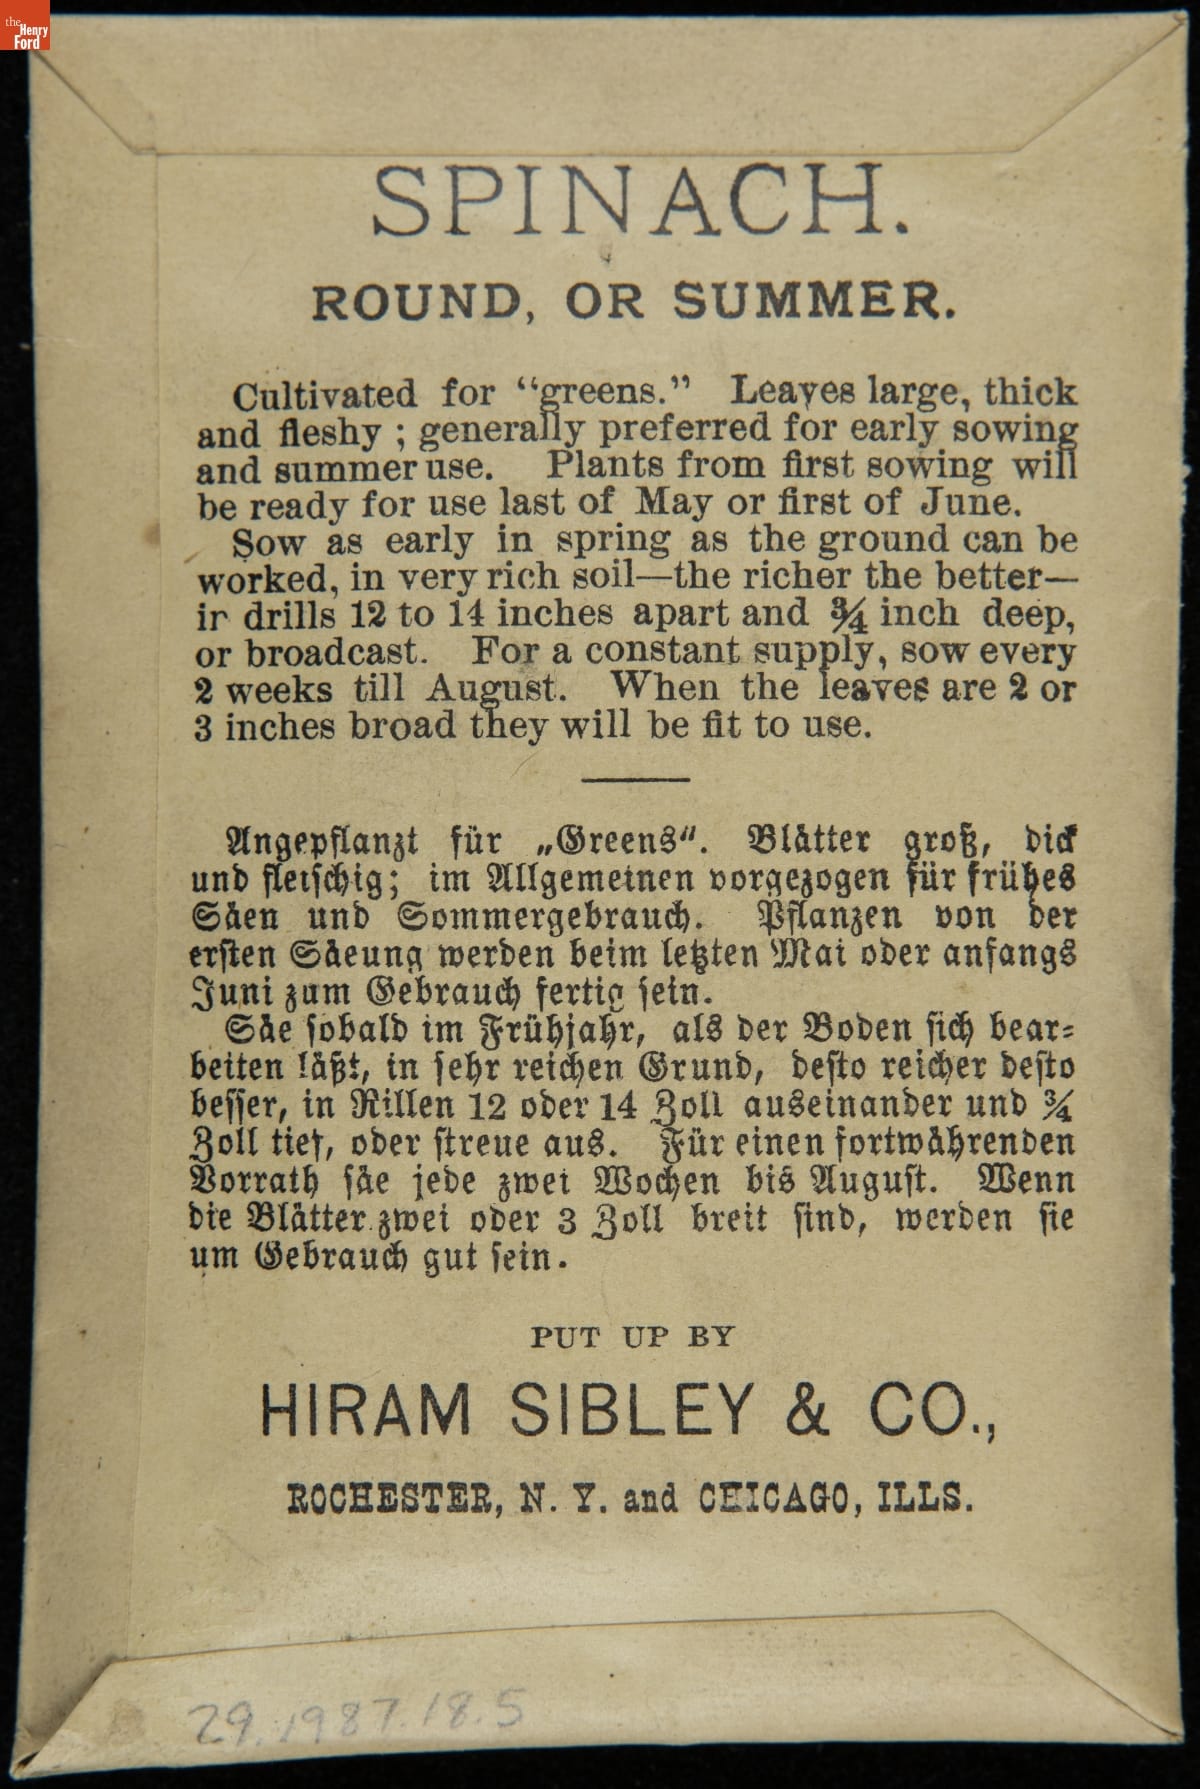 the
Henry
Ford
SPINACH.
ROUND, OR SUMMER.
Cultivated for "greens." Leaves large, thick
and fleshy; generally preferred for early sowing
and summer use. Plants from first sowing will
be ready for use last of May or first of June.
Sow as early in spring as the ground can be
worked, in very rich soil—the richer the better—
ir drills 12 to 14 inches apart and ¾ inch deep,
or broadcast. For a constant supply, sow every
2 weeks till August. When the leaves are 2 or
3 inches broad they will be fit to use.
Angepflanzt für „Greens“. Blätter groß, dick
und fleischig; im Allgemeinen vorgezogen für frühes
Säen und Sommergebrauch. Pflanzen von der
ersten Säeung werden beim letzten Mai oder anfangs
Juni zum Gebrauch fertig sein.
Säe sobald im Frühjahr, als der Boden sich bear-
beiten läßt, in sehr reichen Grund, desto reicher desto
besser, in Rillen 12 oder 14 Zoll auseinander und ¾
Zoll tief, oder streue aus. Für einen fortwährenden
Vorrath säe jede zwei Wochen bis August. Wenn
die Blätter zwei oder 3 Zoll breit sind, werden sie
um Gebrauch gut sein.
PUT UP BY
HIRAM SIBLEY & CO.,
ROCHESTER, N. Y. and CHICAGO, ILLS.
29.1987.18.5